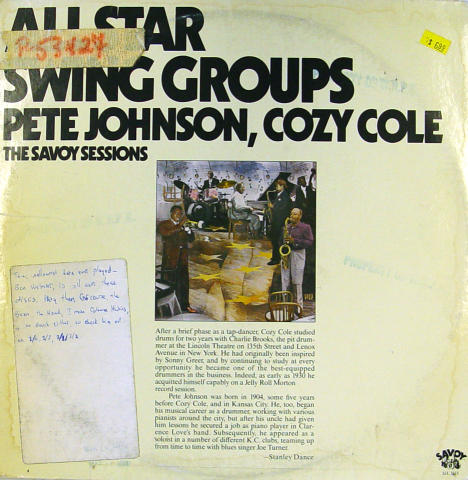 ALL STAR
P-53427
SWING GROUPS
PETE JOHNSON, COZY COLE
THE SAVOY SESSIONS
After a brief phase as a tap-dancer, Cozy Cole studied
drums for two years with Charlie Brooks, the pit drum-
mer at the Lincoln Theatre on 135th Street and Lenox
Avenue in New York. He had originally been inspired
by Sonny Greer, and by continuing to study at every
opportunity he became one of the best-equipped
drummers in the business. Indeed, as early as 1930 he
acquitted himself capably on a Jelly Roll Morton
record session.
Pete Johnson was born in 1904, some five years
before Cozy Cole, and in Kansas City. He, too, began
his musical career as a drummer, working with various
pianists around the city, but after his uncle had given
him lessons he secured a job as piano player in Clar-
ence Love's band. Subsequently, he appeared as a
soloist in a number of different K.C. clubs, teaming up
from time to time with blues singer Joe Turner.
—Stanley Dance
Ben Webster, is all over these
discs.
SAVOY